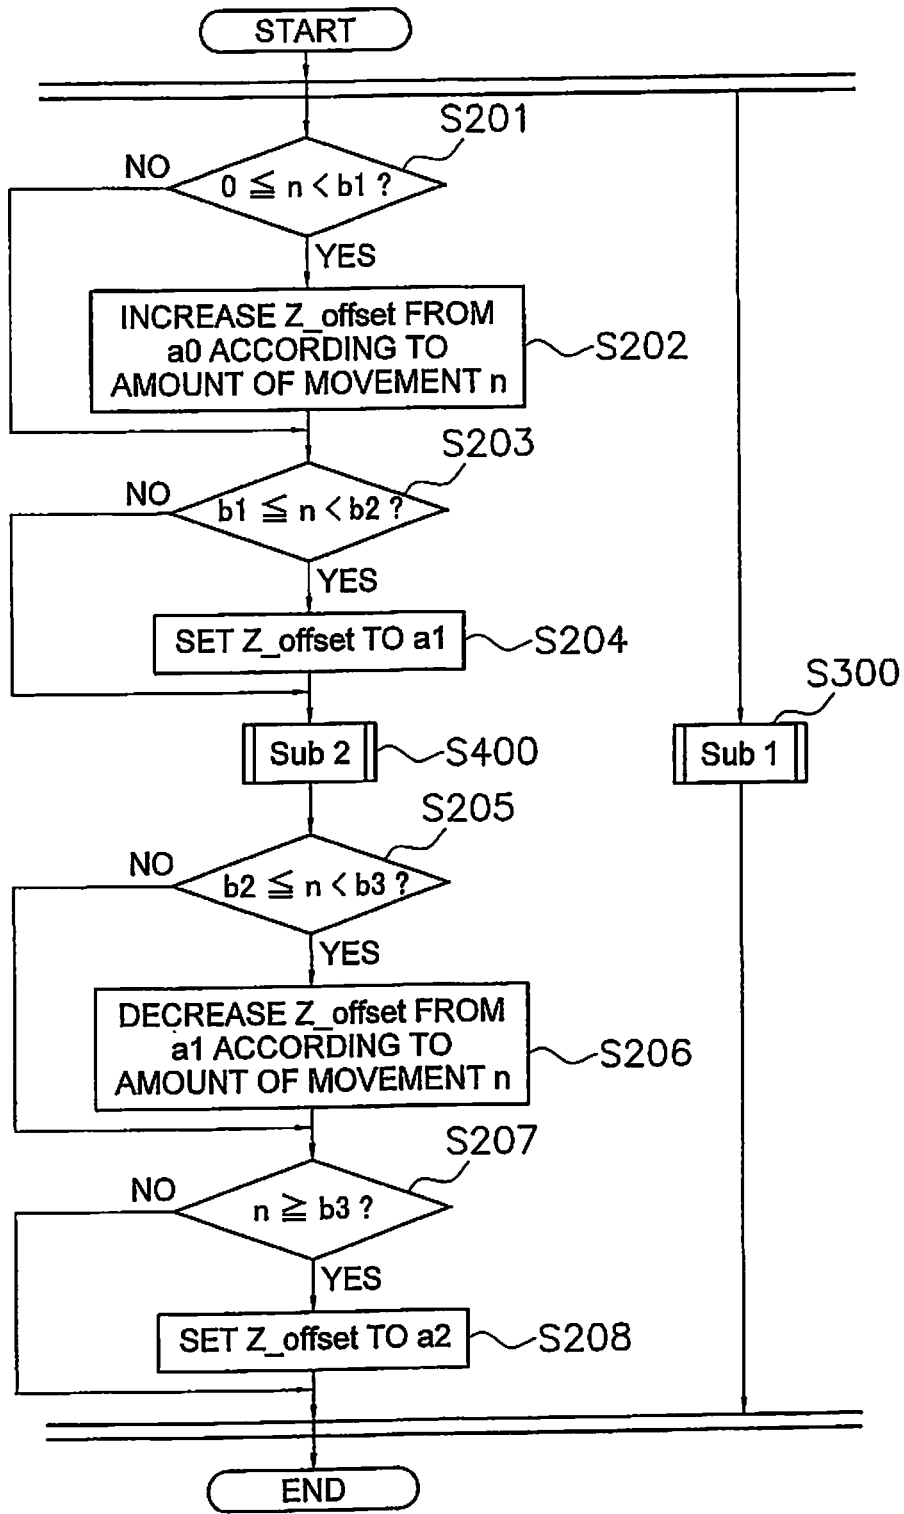 START
S201
NO
0 ≦ n < b1 ?
YES
INCREASE Z_offset FROM
a0 ACCORDING TO
AMOUNT OF MOVEMENT n
S202
S203
NO
b1 ≦ n < b2 ?
YES
SET Z_offset TO a1
S204
S300
Sub 2
S400
Sub 1
S205
NO
b2 ≦ n < b3 ?
YES
DECREASE Z_offset FROM
a1 ACCORDING TO
AMOUNT OF MOVEMENT n
S206
S207
NO
n ≧ b3 ?
YES
SET Z_offset TO a2
S208
END